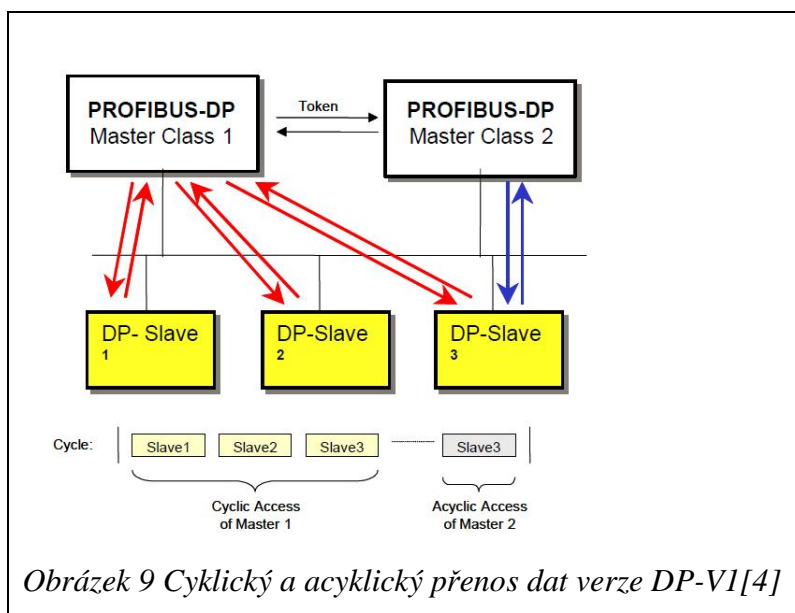 PROFIBUS-DP
Master Class 1
Token
PROFIBUS-DP
Master Class 2
DP- Slave
1
DP-Slave
2
DP-Slave
3
Cycle:
Slave1
Slave2
Slave3
Slave3
Cyclic Access
of Master 1
Acyclic Access
of Master 2
Obrázek 9 Cyklický a acyklický přenos dat verze DP-V1[4]